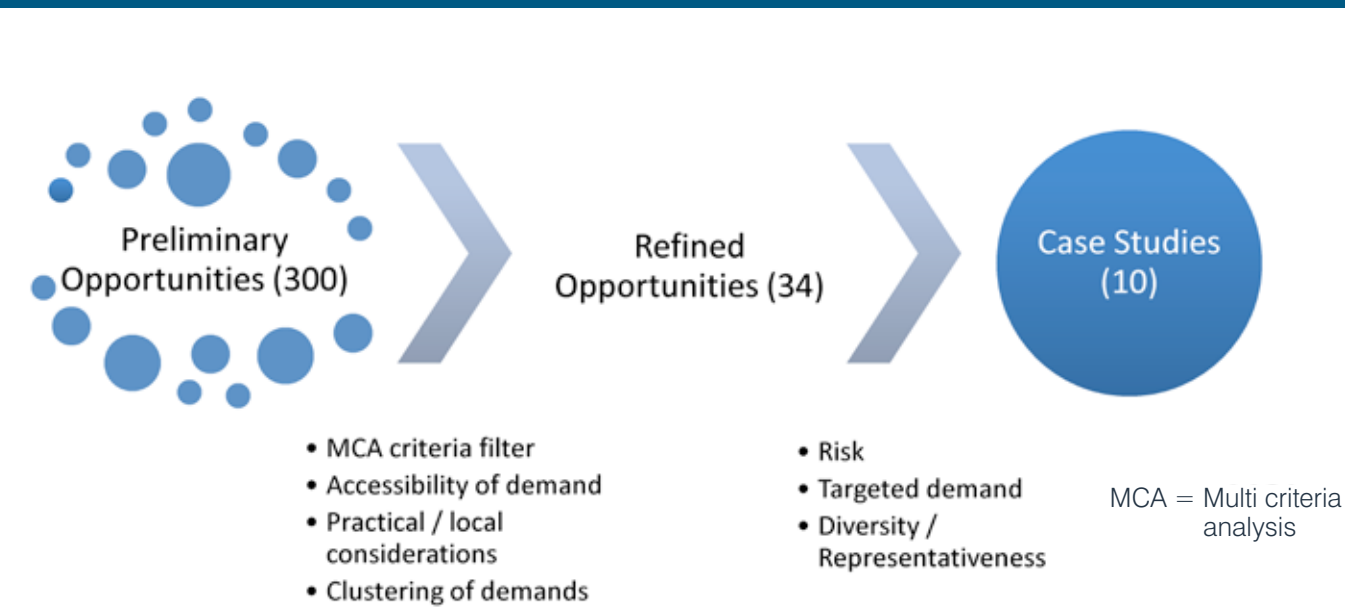 Preliminary
Opportunities (300)
Refined
Opportunities (34)
Case Studies
(10)
• MCA criteria filter
• Accessibility of demand
• Practical / local
considerations
• Clustering of demands
• Risk
• Targeted demand
• Diversity /
Representativeness
MCA = Multi criteria
analysis